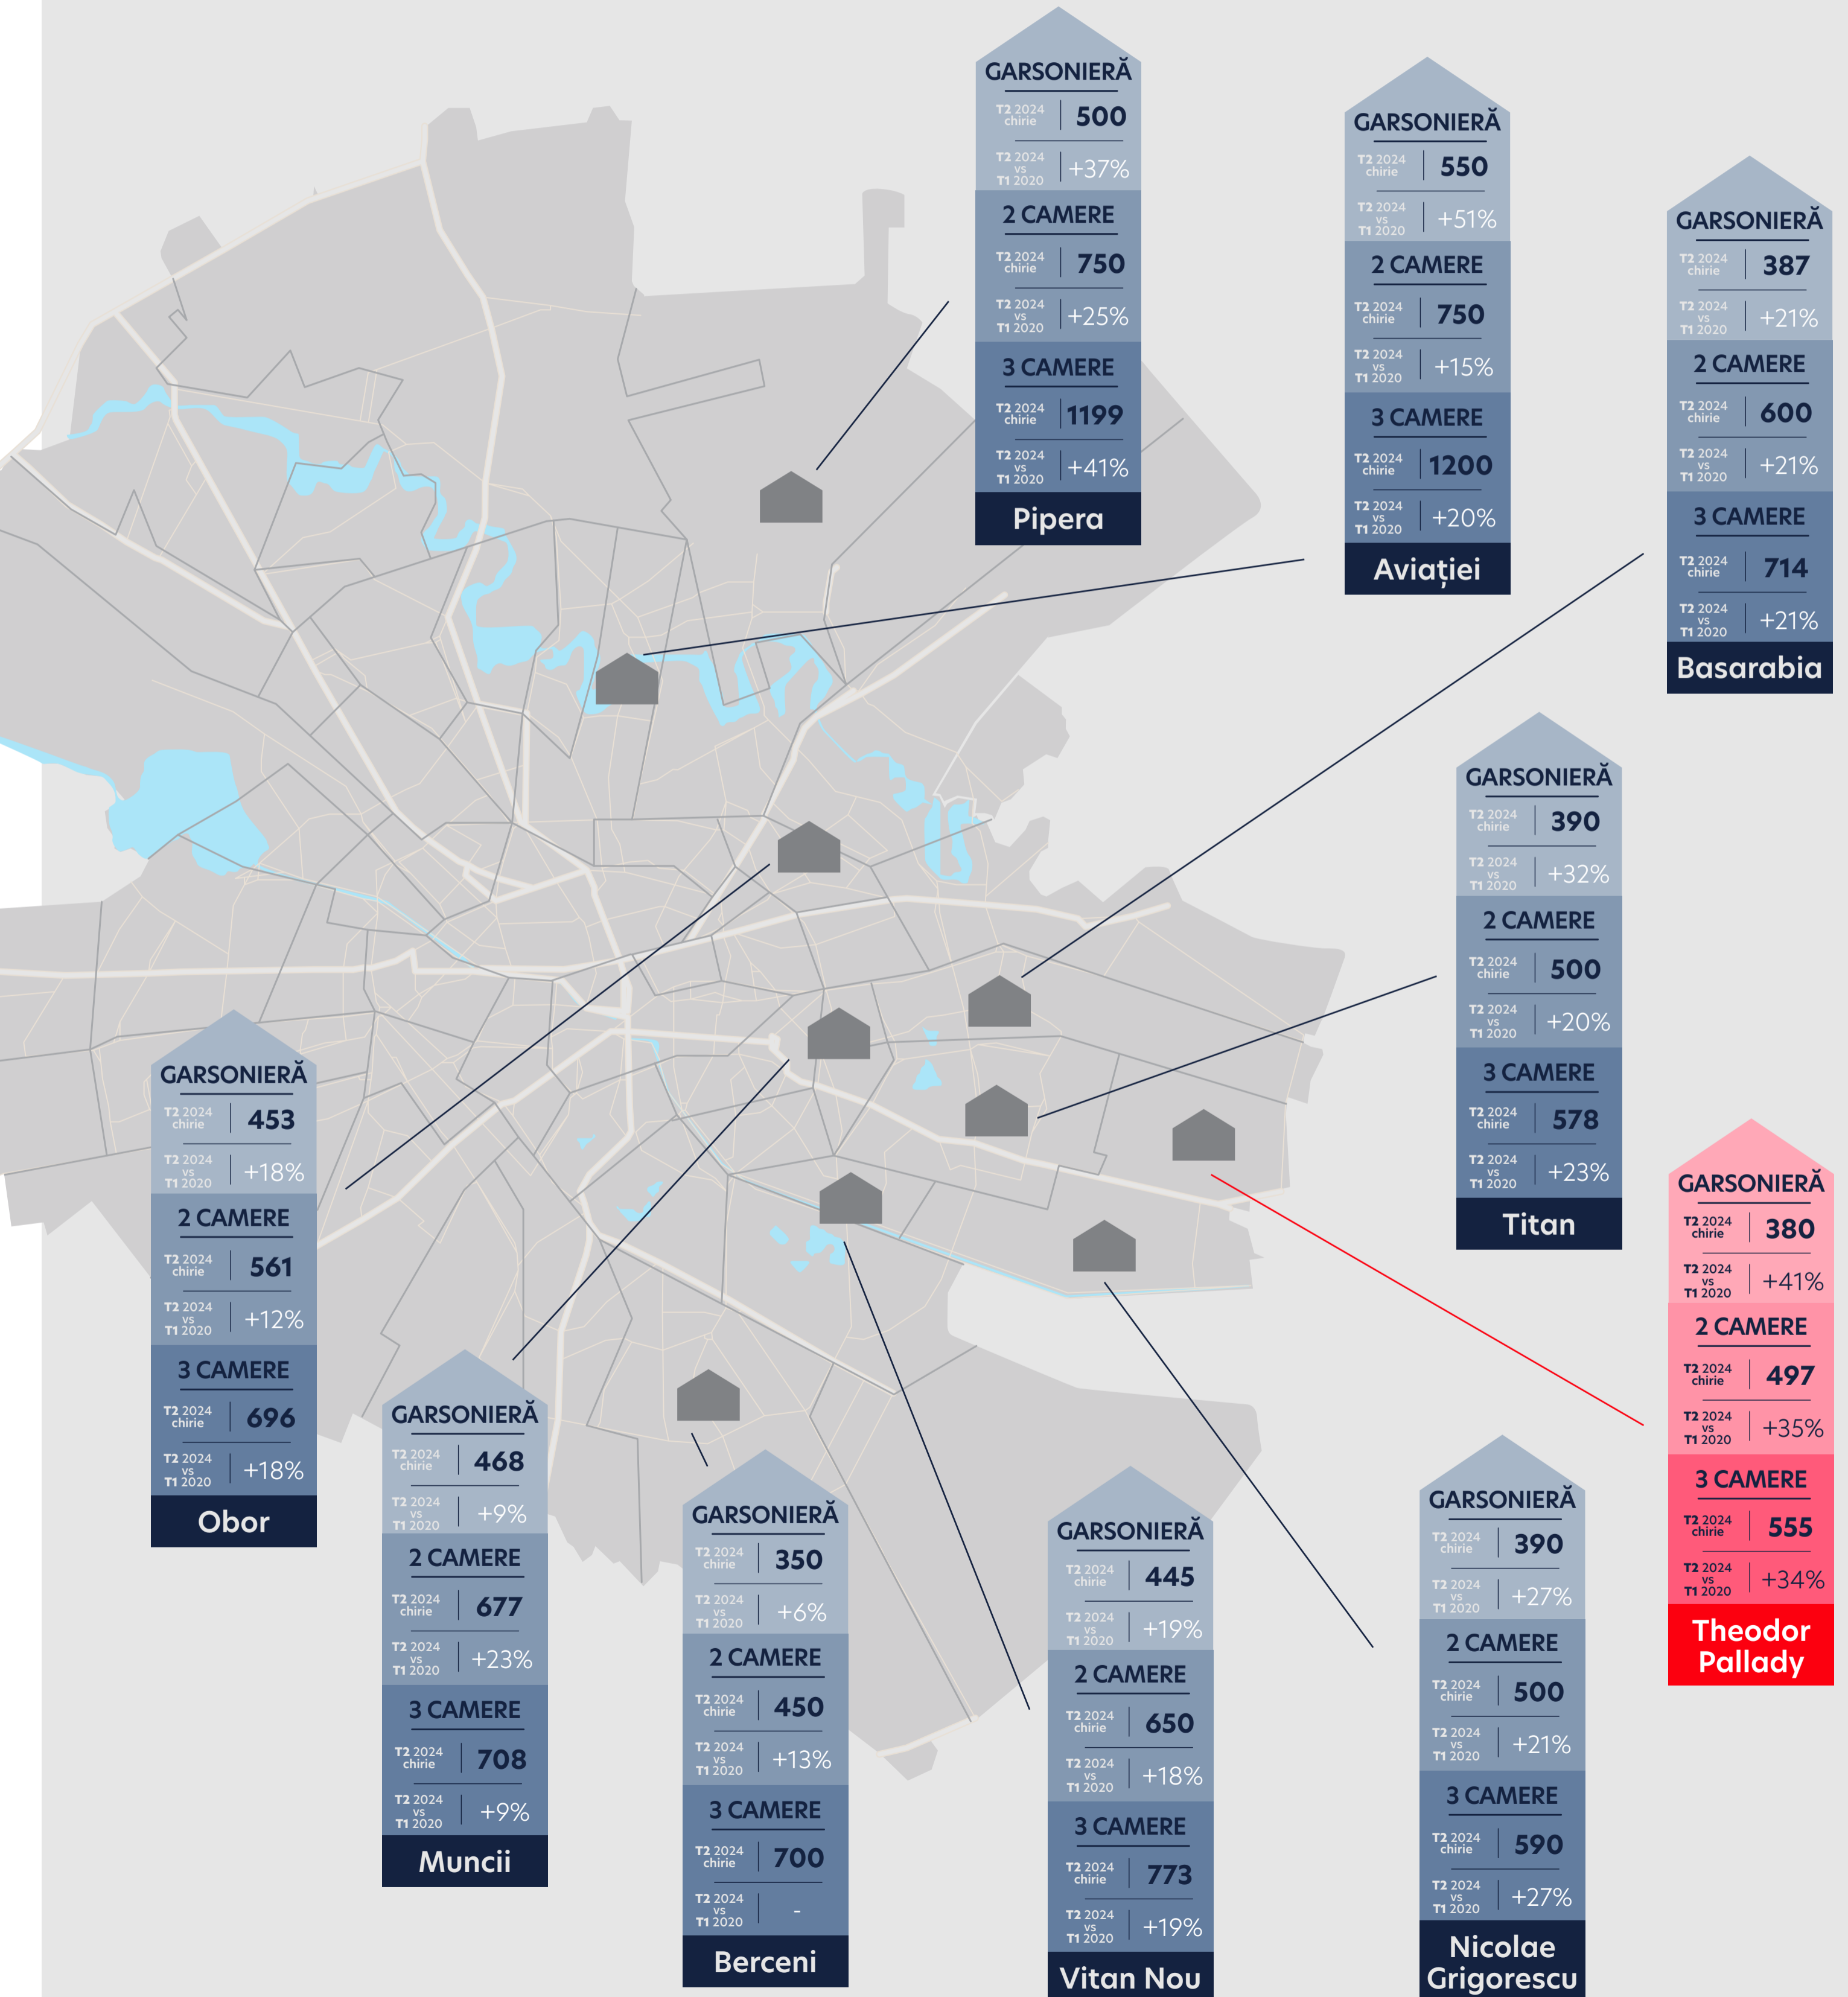 GARSONIERĂ
T2 2024
chirie
500
T2 2024
vs
T1 2020
+37%
2 CAMERE
T2 2024
chirie
750
T2 2024
vs
T1 2020
+25%
3 CAMERE
T2 2024
chirie
1199
T2 2024
vs
T1 2020
+41%
Pipera
GARSONIERĂ
T2 2024
chirie
550
T2 2024
vs
T1 2020
+51%
2 CAMERE
T2 2024
chirie
750
T2 2024
vs
T1 2020
+15%
3 CAMERE
T2 2024
chirie
1200
T2 2024
vs
T1 2020
+20%
Aviației
GARSONIERĂ
T2 2024
chirie
387
T2 2024
vs
T1 2020
+21%
2 CAMERE
T2 2024
chirie
600
T2 2024
vs
T1 2020
+21%
3 CAMERE
T2 2024
chirie
714
T2 2024
vs
T1 2020
+21%
Basarabia
GARSONIERĂ
T2 2024
chirie
390
T2 2024
vs
T1 2020
+32%
2 CAMERE
T2 2024
chirie
500
T2 2024
vs
T1 2020
+20%
3 CAMERE
T2 2024
chirie
578
T2 2024
vs
T1 2020
+23%
Titan
GARSONIERĂ
T2 2024
chirie
453
T2 2024
vs
T1 2020
+18%
2 CAMERE
T2 2024
chirie
561
T2 2024
vs
T1 2020
+12%
3 CAMERE
T2 2024
chirie
696
T2 2024
vs
T1 2020
+18%
Obor
GARSONIERĂ
T2 2024
chirie
468
T2 2024
vs
T1 2020
+9%
2 CAMERE
T2 2024
chirie
677
T2 2024
vs
T1 2020
+23%
3 CAMERE
T2 2024
chirie
708
T2 2024
vs
T1 2020
+9%
Muncii
GARSONIERĂ
T2 2024
chirie
350
T2 2024
vs
T1 2020
+6%
2 CAMERE
T2 2024
chirie
450
T2 2024
vs
T1 2020
+13%
3 CAMERE
T2 2024
chirie
700
T2 2024
vs
T1 2020
-
Berceni
GARSONIERĂ
T2 2024
chirie
445
T2 2024
vs
T1 2020
+19%
2 CAMERE
T2 2024
chirie
650
T2 2024
vs
T1 2020
+18%
3 CAMERE
T2 2024
chirie
773
T2 2024
vs
T1 2020
+19%
Vitan Nou
GARSONIERĂ
T2 2024
chirie
390
T2 2024
vs
T1 2020
+27%
2 CAMERE
T2 2024
chirie
500
T2 2024
vs
T1 2020
+21%
3 CAMERE
T2 2024
chirie
590
T2 2024
vs
T1 2020
+27%
Nicolae
Grigorescu
GARSONIERĂ
T2 2024
chirie
380
T2 2024
vs
T1 2020
+41%
2 CAMERE
T2 2024
chirie
497
T2 2024
vs
T1 2020
+35%
3 CAMERE
T2 2024
chirie
555
T2 2024
vs
T1 2020
+34%
Theodor
Pallady